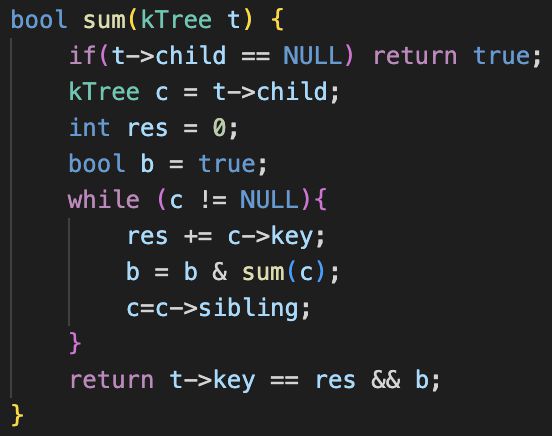 bool sum(kTree t) {
    if(t->child == NULL) return true;
    kTree c = t->child;
    int res = 0;
    bool b = true;
    while (c != NULL){
        res += c->key;
        b = b & sum(c);
        c=c->sibling;
    }
    return t->key == res && b;
}